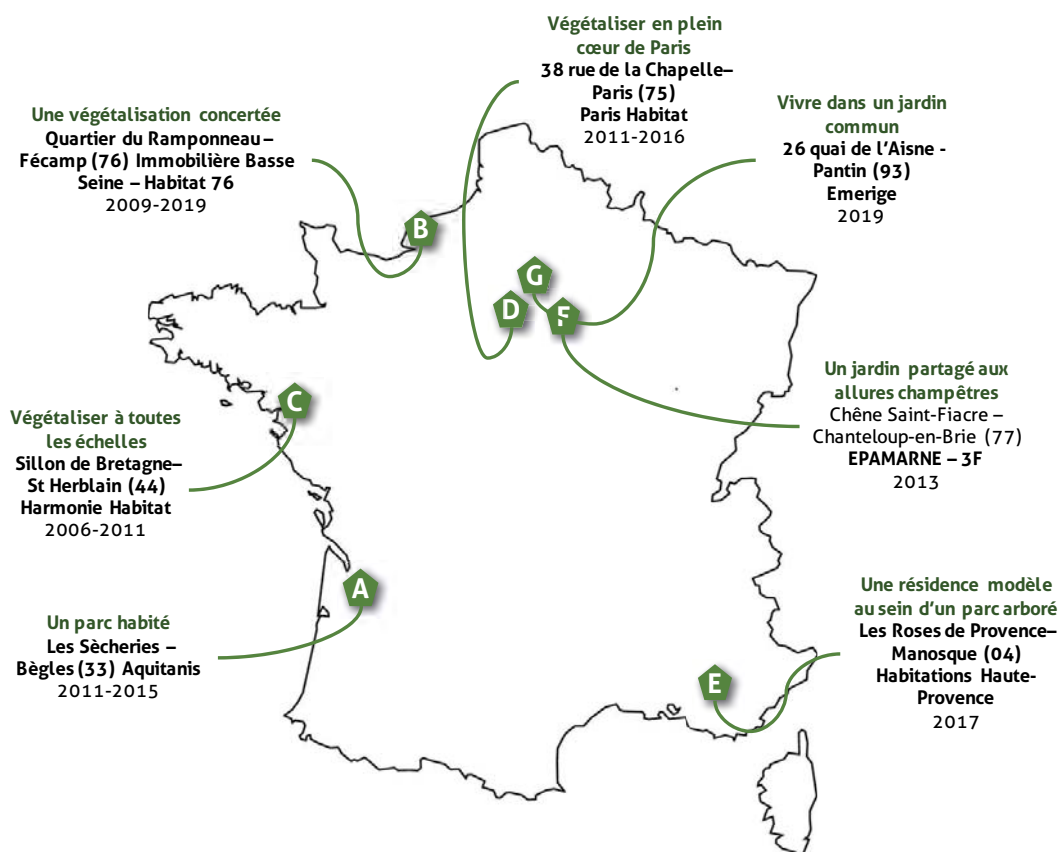 Végétaliser en plein
cœur de Paris
38 rue de la Chapelle–
Paris (75)
Paris Habitat
2011-2016
Une végétalisation concertée
Quartier du Ramponneau –
Fécamp (76) Immobilière Basse
Seine – Habitat 76
2009-2019
Vivre dans un jardin
commun
26 quai de l'Aisne -
Pantin (93)
Emerige
2019
B
G
D
F
C
Végétaliser à toutes
les échelles
Sillon de Bretagne–
St Herblain (44)
Harmonie Habitat
2006-2011
Un jardin partagé aux
allures champêtres
Chêne Saint-Fiacre –
Chanteloup-en-Brie (77)
EPAMARNE – 3F
2013
A
Un parc habité
Les Sècheries –
Bègles (33) Aquitanis
2011-2015
E
Une résidence modèle
au sein d'un parc arboré
Les Roses de Provence–
Manosque (04)
Habitations Haute-
Provence
2017